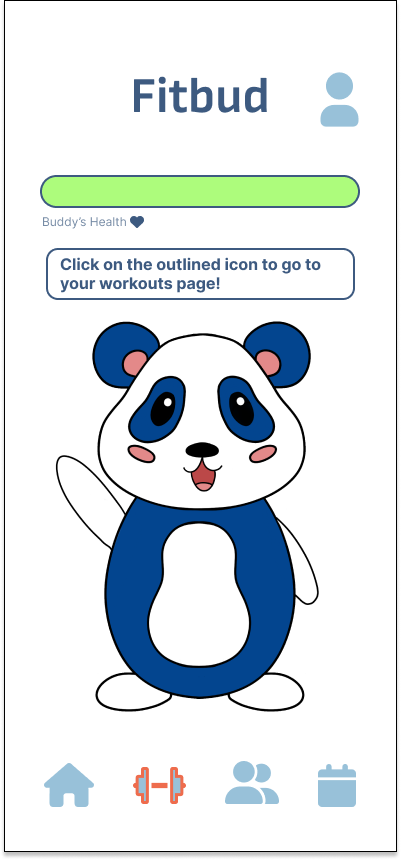 Fitbud
Buddy's Health
Click on the outlined icon to go to
your workouts page!